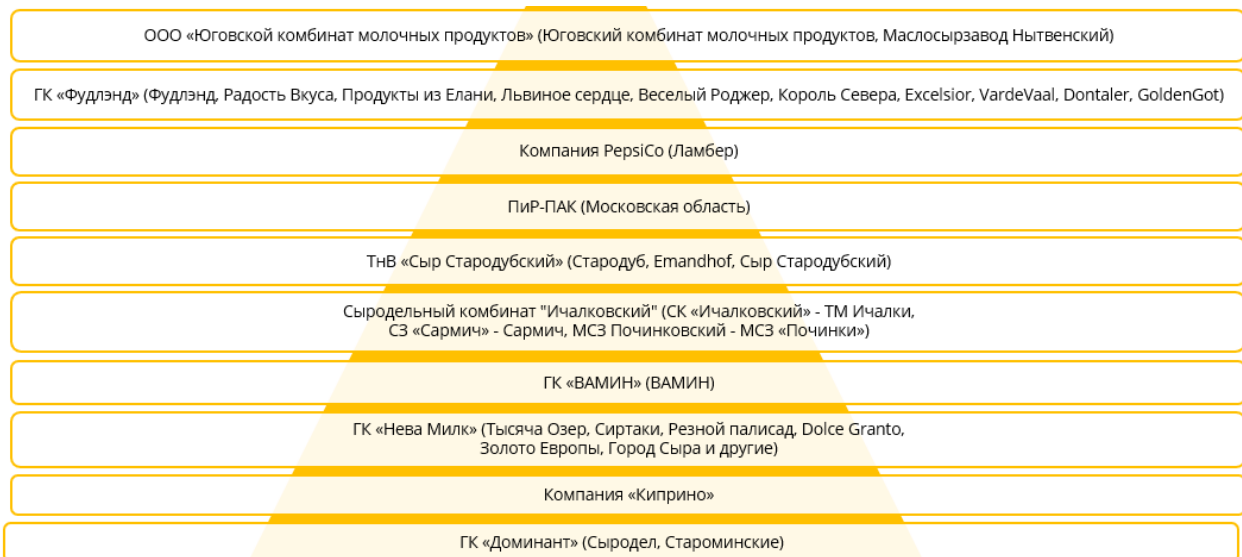 ООО «Юговской комбинат молочных продуктов» (Юговский комбинат молочных продуктов, Маслосырзавод Нытвенский)
ГК «Фудлэнд» (Фудлэнд, Радость Вкуса, Продукты из Елани, Львиное сердце, Веселый Роджер, Король Севера, Excelsior, VardeVaal, Dontaler, GoldenGot)
Компания PepsiCo (Ламбер)
ПиР-ПАК (Московская область)
ТнВ «Сыр Стародубский» (Стародуб, Emandhof, Сыр Стародубский)
Сыродельный комбинат "Ичалковский" (СК «Ичалковский» - ТМ Ичалки,
СЗ «Сармич» - Сармич, МСЗ Починковский - МСЗ «Починки»)
ГК «ВАМИН» (ВАМИН)
ГК «Нева Милк» (Тысяча Озер, Сиртаки, Резной палисад, Dolce Granto,
Золото Европы, Город Сыра и другие)
Компания «Киприно»
ГК «Доминант» (Сыродел, Староминские)